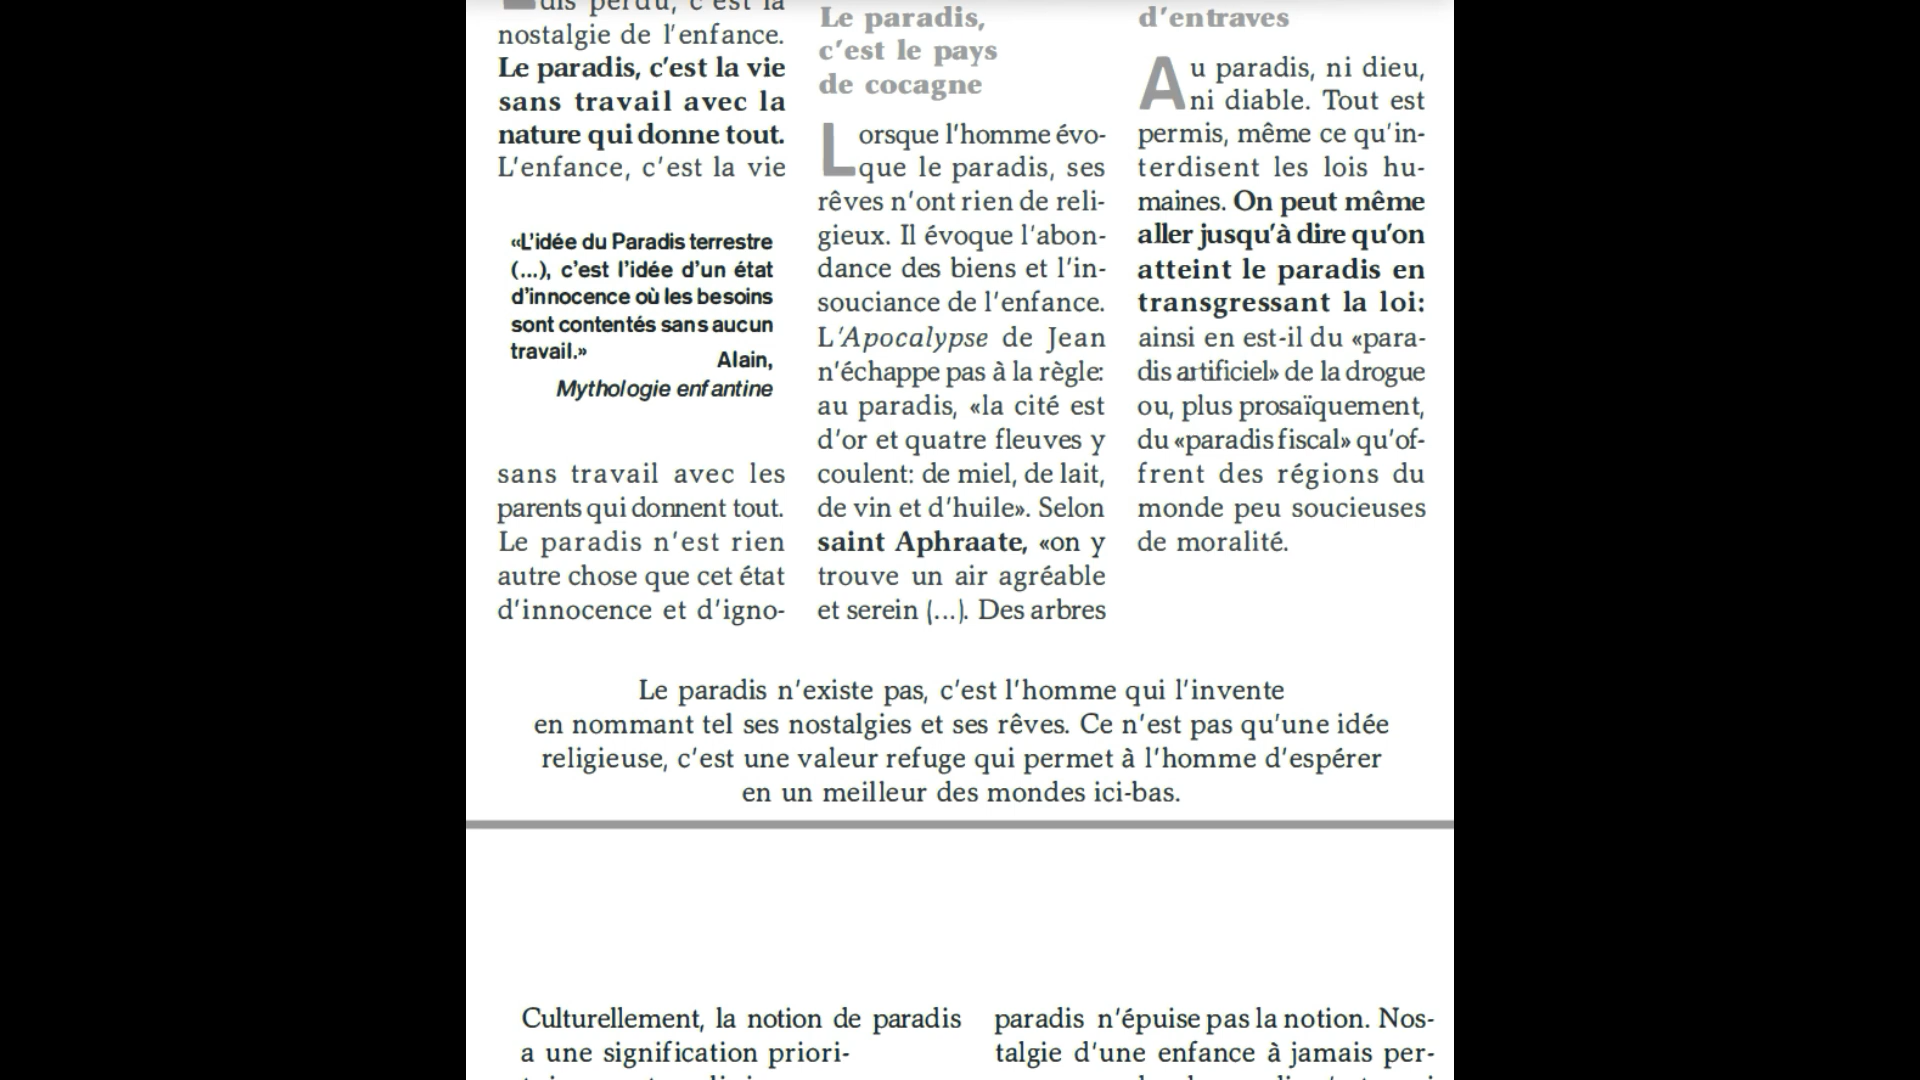 dis perdu, c'est la
nostalgie de l'enfance.
Le paradis, c'est la vie
sans travail avec la
nature qui donne tout.
L'enfance, c'est la vie
«L'idée du Paradis terrestre
(...), c'est l'idée d'un état
d'innocence où les besoins
sont contentés sans aucun
travail.»
Alain,
Mythologie enfantine
sans travail avec les
parents qui donnent tout.
Le paradis n'est rien
autre chose que cet état
d'innocence et d'igno-
Le paradis,
c'est le pays
de cocagne
Lorsque l'homme évo-
que le paradis, ses
rêves n'ont rien de reli-
gieux. Il évoque l'abon-
dance des biens et l'in-
souciance de l'enfance.
L'Apocalypse de Jean
n'échappe pas à la règle:
au paradis, «la cité est
d'or et quatre fleuves y
coulent: de miel, de lait,
de vin et d'huile». Selon
saint Aphraate, «on y
trouve un air agréable
et serein (...). Des arbres
d'entraves
Au paradis, ni dieu,
ni diable. Tout est
permis, même ce qu'in-
terdisent les lois hu-
maines. On peut même
aller jusqu'à dire qu'on
atteint le paradis en
transgressant la loi:
ainsi en est-il du «para-
dis artificiel» de la drogue
ou, plus prosaïquement,
du «paradis fiscal» qu'of-
frent des régions du
monde peu soucieuses
de moralité.
Le paradis n'existe pas, c'est l'homme qui l'invente
en nommant tel ses nostalgies et ses rêves. Ce n'est pas qu'une idée
religieuse, c'est une valeur refuge qui permet à l'homme d'espérer
en un meilleur des mondes ici-bas.
Culturellement, la notion de paradis
a une signification priori-
paradis n'épuise pas la notion. Nos-
talgie d'une enfance à jamais per-